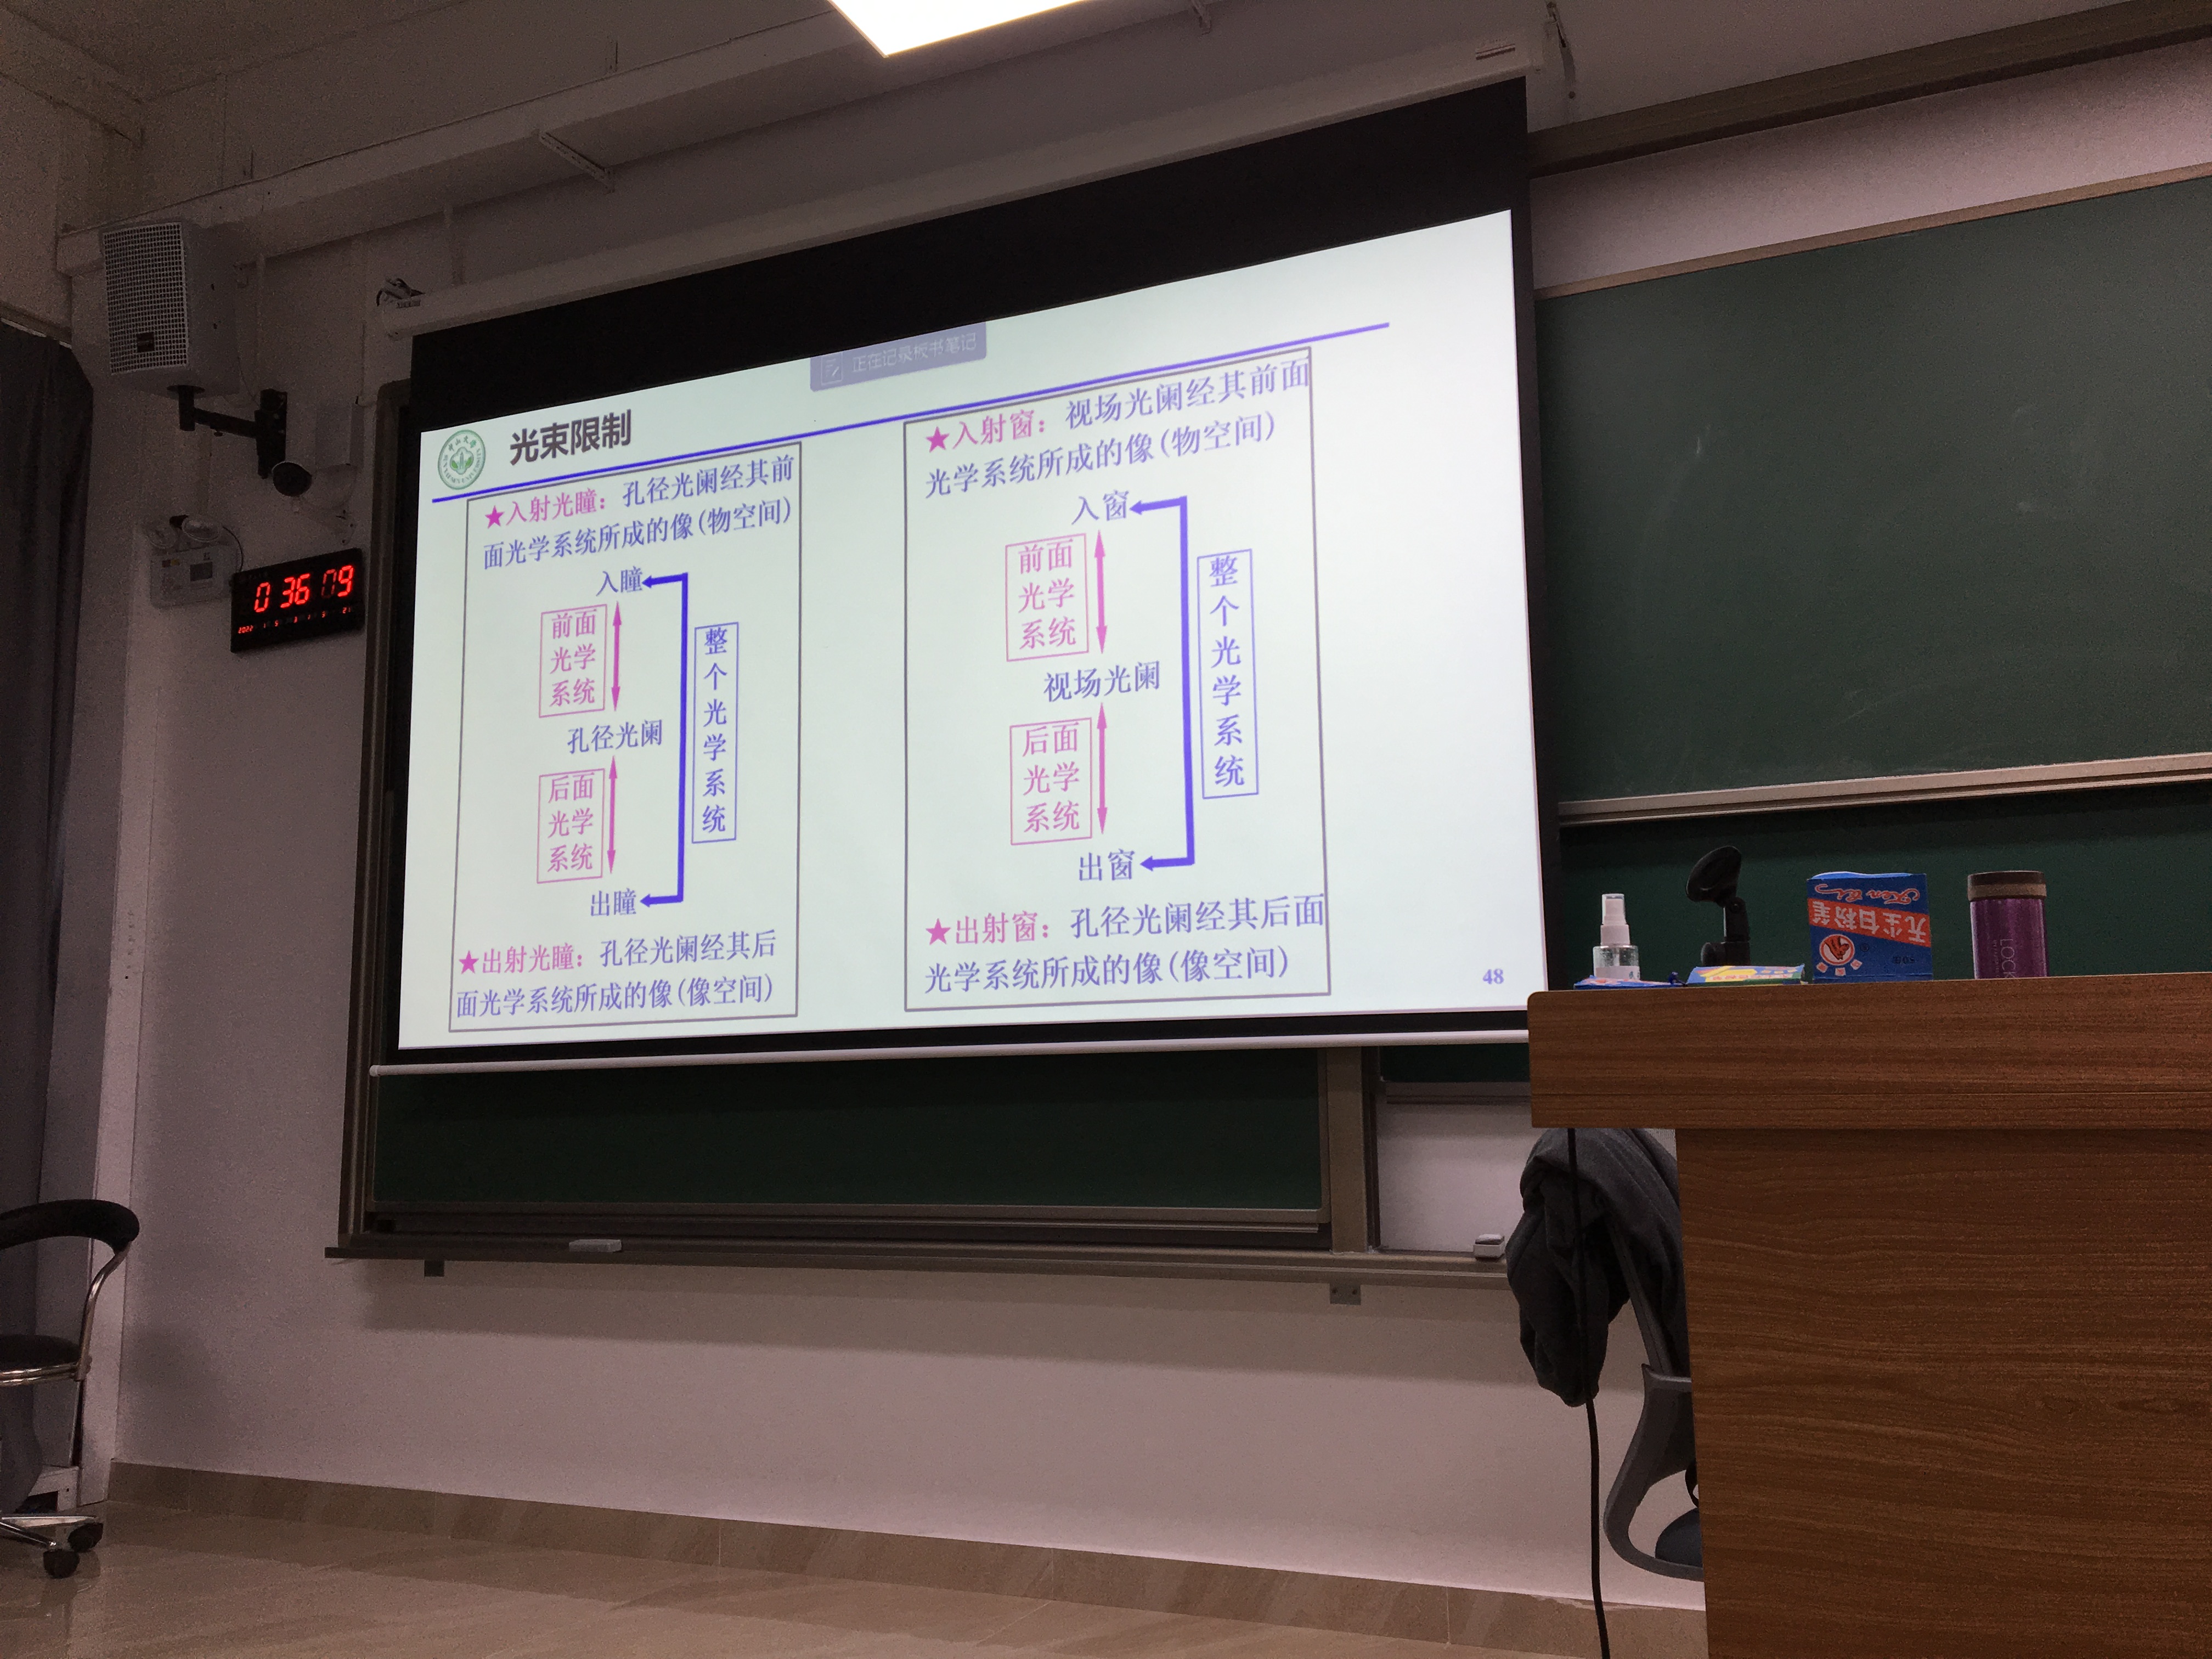 正在记录板书笔记
光束限制
★入射光瞳：孔径光阑经其前
面光学系统所成的像(物空间)
入瞳
前面
光学
系统
整个光学系统
孔径光阑
后面
光学
系统
出瞳
★出射光瞳：孔径光阑经其后
面光学系统所成的像(像空间)
★入射窗：视场光阑经其前面
光学系统所成的像(物空间)
入窗
前面
光学
系统
整个光学系统
视场光阑
后面
光学
系统
出窗
★出射窗：孔径光阑经其后面
光学系统所成的像(像空间)
48
0 36 09
2022
无尘白粉笔
LOCK